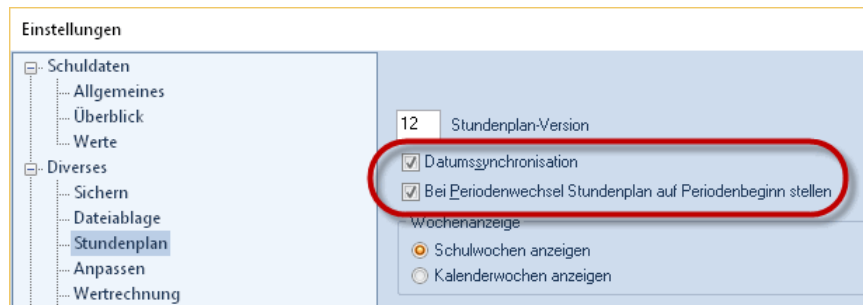 Einstellungen
Schuldaten
Allgemeines
Überblick
Werte
Diverses
Sichern
Dateiablage
Stundenplan
Anpassen
Wertrechnung
12 Stundenplan-Version
Datumssynchronisation
Bei Periodenwechsel Stundenplan auf Periodenbeginn stellen
Wochenanzeige
Schulwochen anzeigen
Kalenderwochen anzeigen